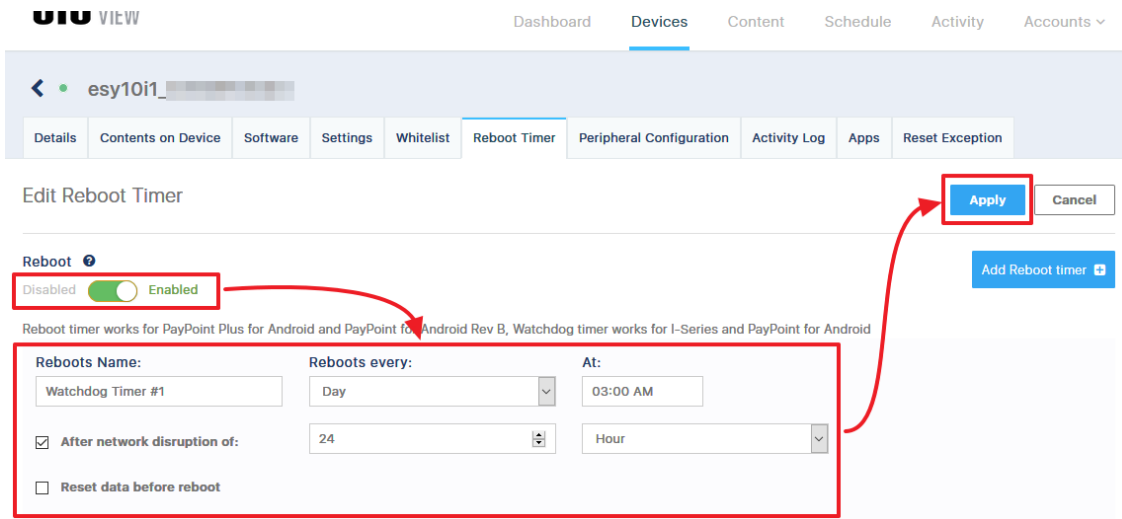 VIEW Dashboard Devices Content Schedule Activity Accounts
esy10i1_
Details Contents on Device Software Settings Whitelist Reboot Timer Peripheral Configuration Activity Log Apps Reset Exception
Edit Reboot Timer Apply Cancel
Reboot Add Reboot timer
Disabled Enabled
Reboot timer works for PayPoint Plus for Android and PayPoint for Android Rev B, Watchdog timer works for I-Series and PayPoint for Android
Reboots Name: Reboots every: At:
Watchdog Timer #1 Day 03:00 AM
After network disruption of: 24 Hour
Reset data before reboot